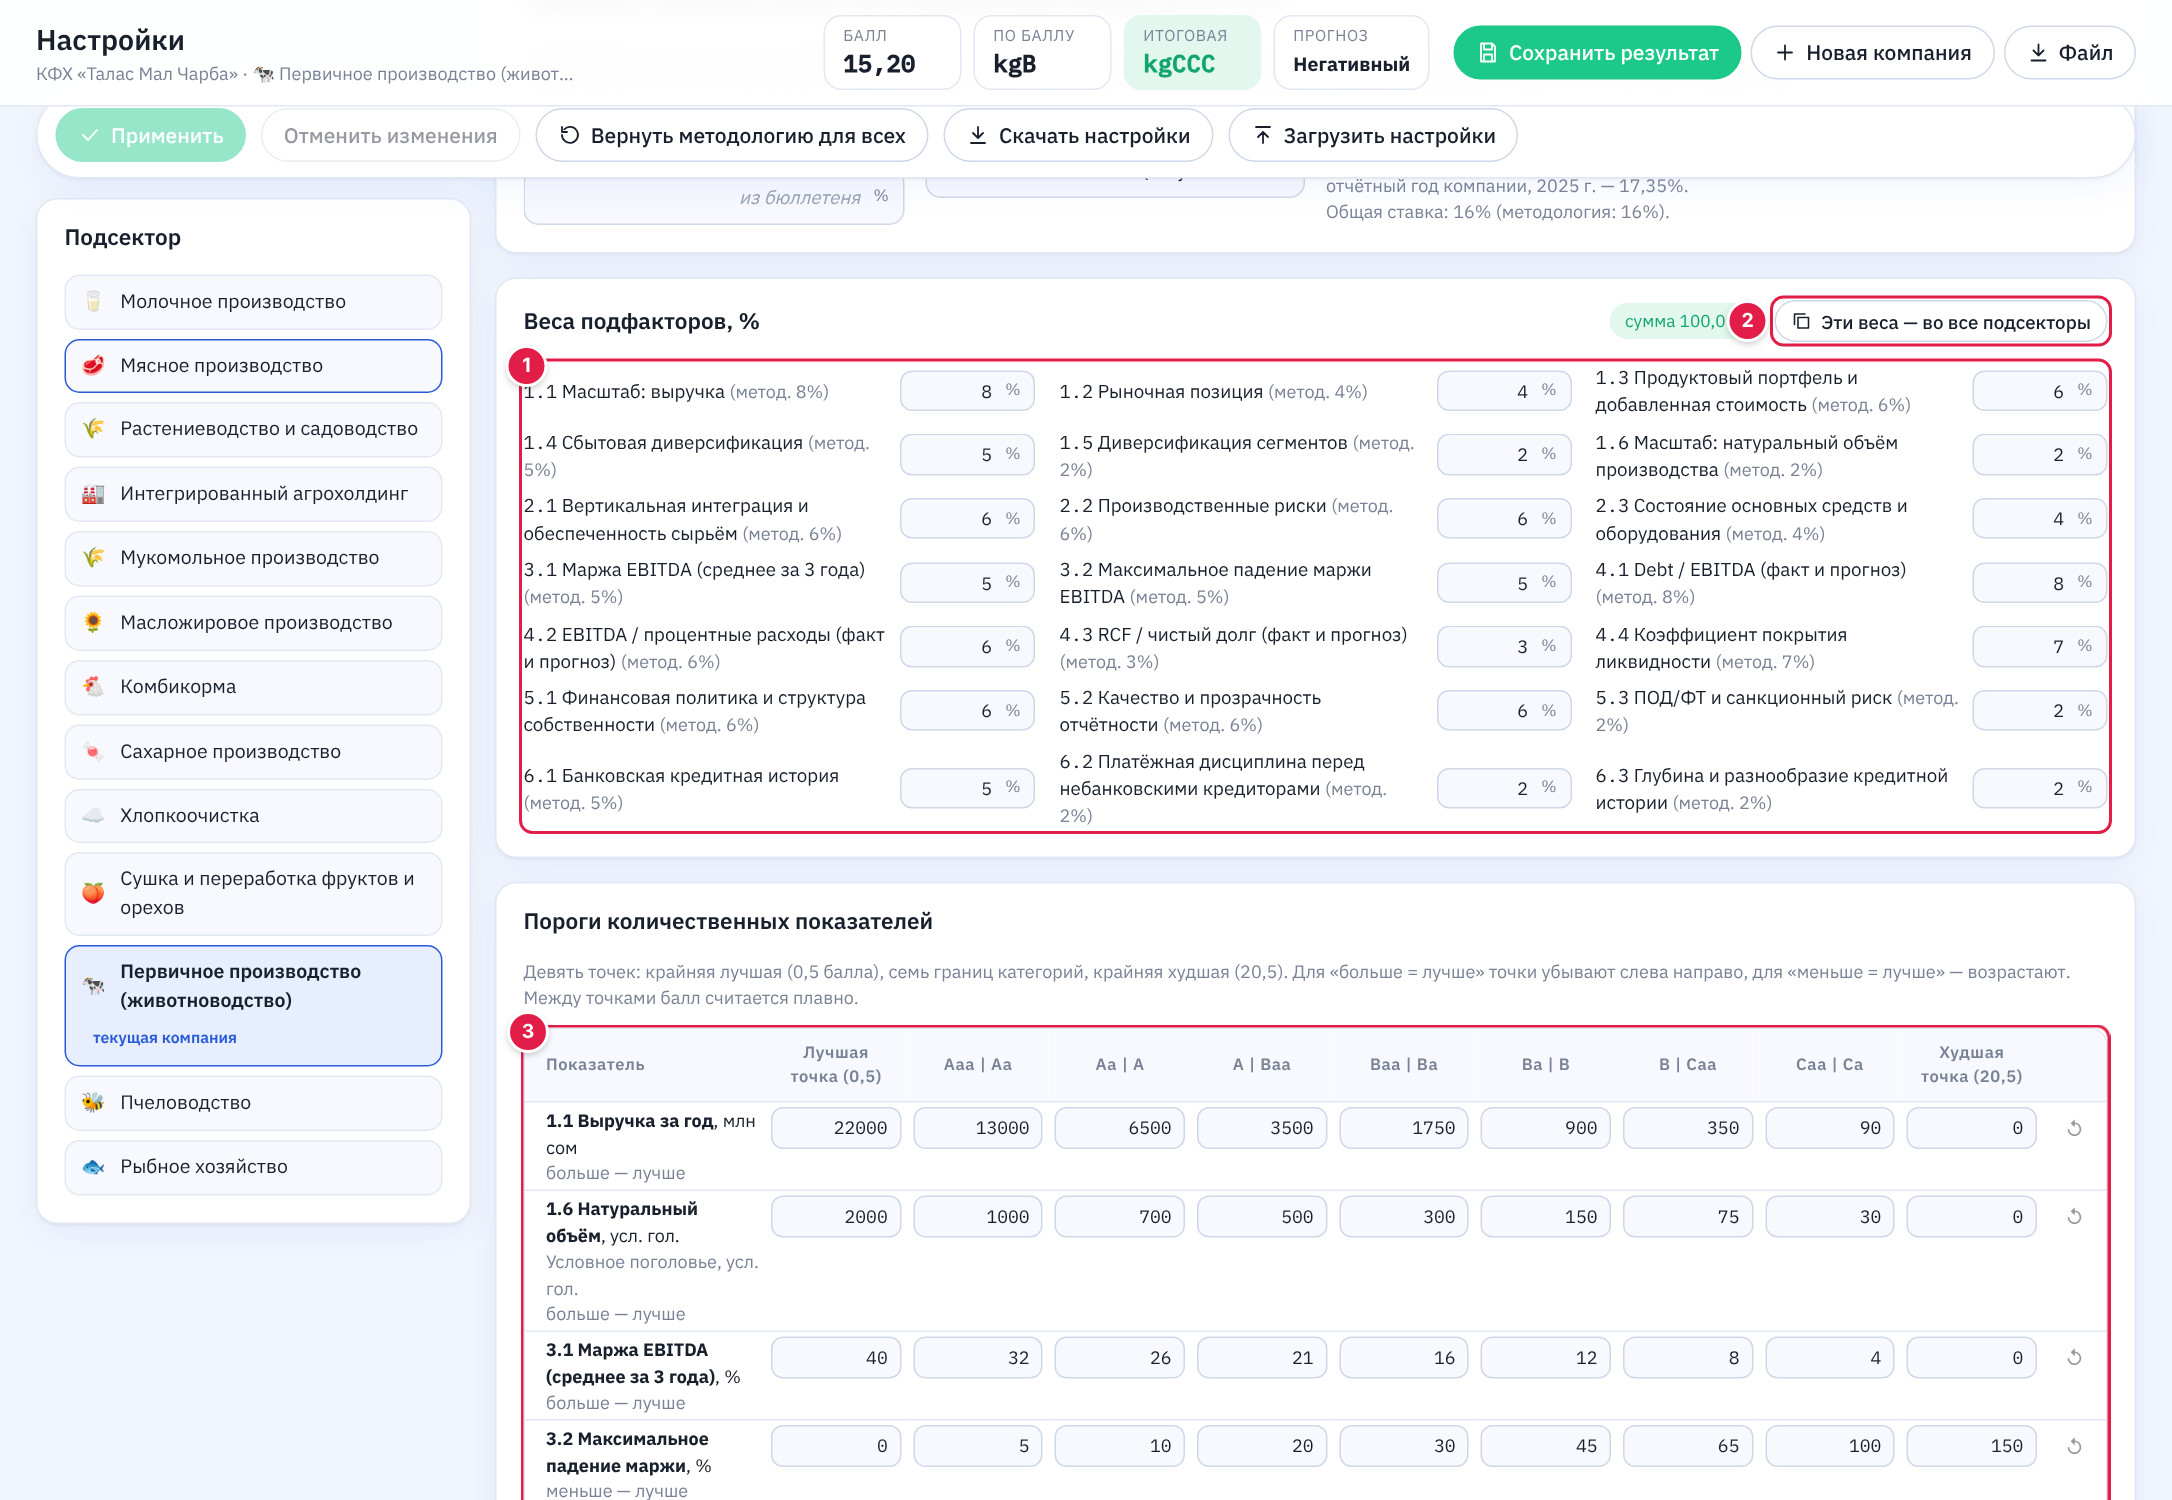 Настройки
КФХ «Талас Мал Чарба» · Первичное производство (живот…
БАЛЛ
15,20
ПО БАЛЛУ
kgB
ИТОГОВАЯ
kgCCC
ПРОГНОЗ
Негативный
Сохранить результат
Новая компания
Файл
Применить
Отменить изменения
Вернуть методологию для всех
Скачать настройки
Загрузить настройки
Подсектор
Молочное производство
Мясное производство
Растениеводство и садоводство
Интегрированный агрохолдинг
Мукомольное производство
Масложировое производство
Комбикорма
Сахарное производство
Хлопкоочистка
Сушка и переработка фруктов и
орехов
Первичное производство
(животноводство)
текущая компания
Пчеловодство
Рыбное хозяйство
из бюллетеня %
отчётный год компании, 2025 г. — 17,35%.
Общая ставка: 16% (методология: 16%).
Веса подфакторов, %
сумма 100,0
2
Эти веса — во все подсекторы
1
1.1 Масштаб: выручка (метод. 8%)
8 %
1.2 Рыночная позиция (метод. 4%)
4 %
1.3 Продуктовый портфель и
добавленная стоимость (метод. 6%)
6 %
1.4 Сбытовая диверсификация (метод.
5%)
5 %
1.5 Диверсификация сегментов (метод.
2%)
2 %
1.6 Масштаб: натуральный объём
производства (метод. 2%)
2 %
2.1 Вертикальная интеграция и
обеспеченность сырьём (метод. 6%)
6 %
2.2 Производственные риски (метод.
6%)
6 %
2.3 Состояние основных средств и
оборудования (метод. 4%)
4 %
3.1 Маржа EBITDA (среднее за 3 года)
(метод. 5%)
5 %
3.2 Максимальное падение маржи
EBITDA (метод. 5%)
5 %
4.1 Debt / EBITDA (факт и прогноз)
(метод. 8%)
8 %
4.2 EBITDA / процентные расходы (факт
и прогноз) (метод. 6%)
6 %
4.3 RCF / чистый долг (факт и прогноз)
(метод. 3%)
3 %
4.4 Коэффициент покрытия
ликвидности (метод. 7%)
7 %
5.1 Финансовая политика и структура
собственности (метод. 6%)
6 %
5.2 Качество и прозрачность
отчётности (метод. 6%)
6 %
5.3 ПОД/ФТ и санкционный риск (метод.
2%)
2 %
6.1 Банковская кредитная история
(метод. 5%)
5 %
6.2 Платёжная дисциплина перед
небанковскими кредиторами (метод.
2%)
2 %
6.3 Глубина и разнообразие кредитной
истории (метод. 2%)
2 %
Пороги количественных показателей
Девять точек: крайняя лучшая (0,5 балла), семь границ категорий, крайняя худшая (20,5). Для «больше = лучше» точки убывают слева направо, для «меньше = лучше» — возрастают.
Между точками балл считается плавно.
3
Показатель
Лучшая
точка (0,5)
Aaa | Aa
Aa | A
A | Baa
Baa | Ba
Ba | B
B | Caa
Caa | Ca
Худшая
точка (20,5)
1.1 Выручка за год, млн
сом
больше — лучше
22000 13000 6500 3500 1750 900 350 90 0
1.6 Натуральный
объём, усл. гол.
Условное поголовье, усл.
гол.
больше — лучше
2000 1000 700 500 300 150 75 30 0
3.1 Маржа EBITDA
(среднее за 3 года), %
больше — лучше
40 32 26 21 16 12 8 4 0
3.2 Максимальное
падение маржи, %
меньше — лучше
0 5 10 20 30 45 65 100 150